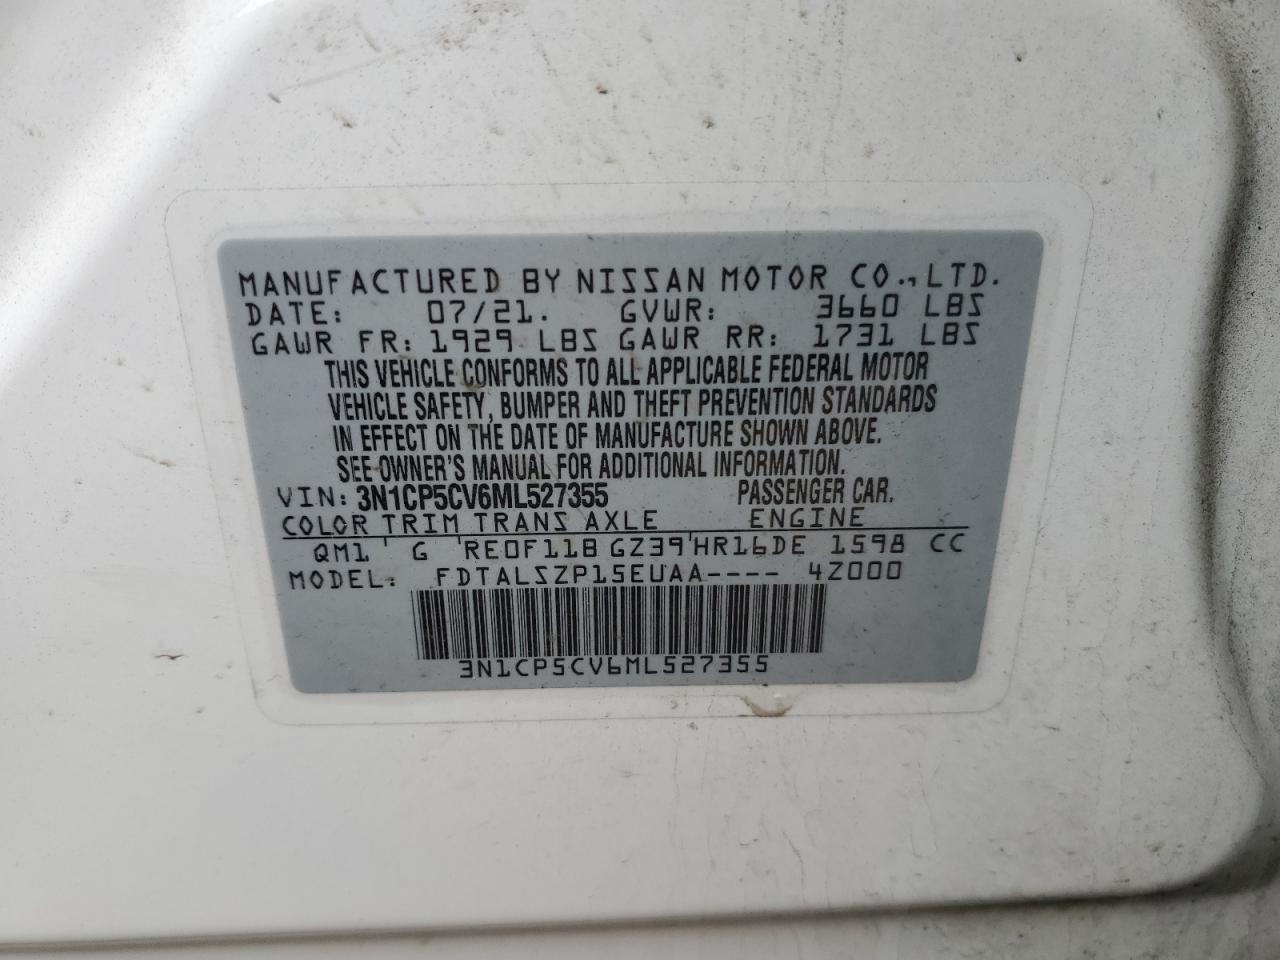 MANUFACTURED BY NISSAN MOTOR CO.,LTD.
DATE: 07/21. GVWR: 3660 LBS
GAWR FR: 1929 LBS GAWR RR: 1731 LBS
THIS VEHICLE CONFORMS TO ALL APPLICABLE FEDERAL MOTOR
VEHICLE SAFETY, BUMPER AND THEFT PREVENTION STANDARDS
IN EFFECT ON THE DATE OF MANUFACTURE SHOWN ABOVE.
SEE OWNER'S MANUAL FOR ADDITIONAL INFORMATION.
VIN: 3N1CP5CV6ML527355 PASSENGER CAR.
COLOR TRIM TRANS AXLE ENGINE
QM1 G RE0F11B GZ39 HR16DE 1598 CC
MODEL: FDTALSZP15EUAA---- 4Z000
3N1CP5CV6ML527355